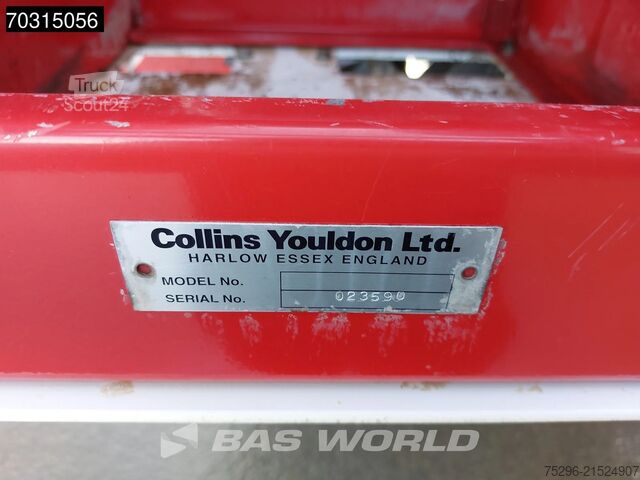 70315056
Truck
Scout24
Collins Youldon Ltd.
HARLOW ESSEX ENGLAND
MODEL No.
SERIAL No. 023590
BAS WORLD
75296-21524907